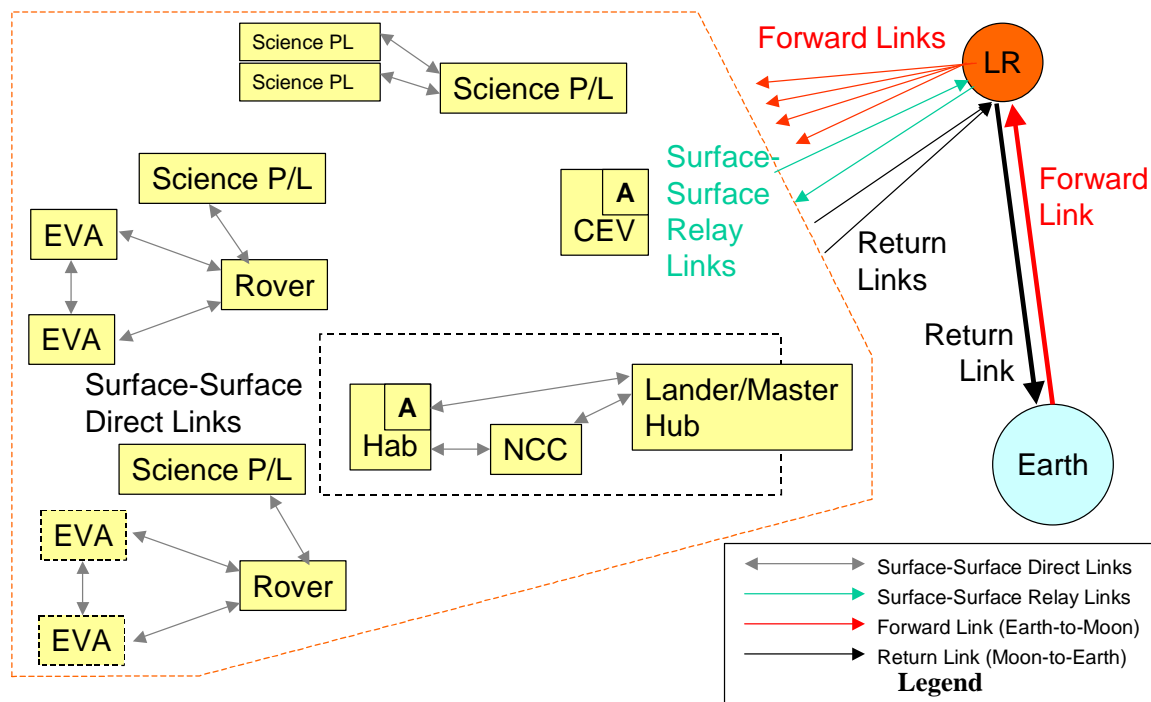 Science PL
Science PL
Science P/L
Forward Links
LR
Science P/L
EVA
Rover
EVA
A
CEV
Surface-
Surface
Relay
Links
Return
Links
Forward
Link
Return
Link
Surface-Surface
Direct Links
A
Hab
NCC
Lander/Master
Hub
Earth
Science P/L
EVA
Rover
EVA
Surface-Surface Direct Links
Surface-Surface Relay Links
Forward Link (Earth-to-Moon)
Return Link (Moon-to-Earth)
Legend